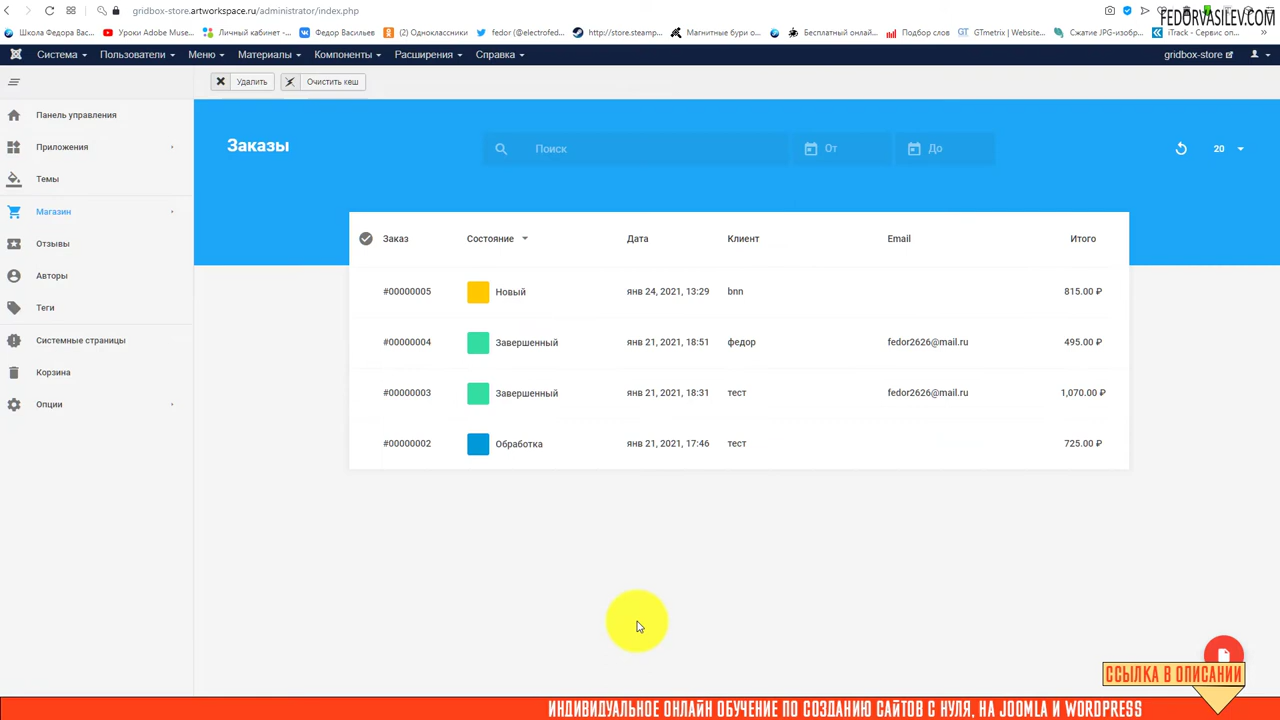 gridbox-store.artworkspace.ru/administrator/index.php
FEDORVASILEV.COM
Школа Федора Вас...
Уроки Adobe Muse...
Личный кабинет -...
Федор Васильев
(2) Одноклассники
fedor (@electrofed...
http://store.steamp...
Магнитные бури о...
Бесплатный онлай...
Подбор слов
GT
GTmetrix | Website...
Сжатие JPG-изобр...
iTrack - Сервис оп...
Система
Пользователи
Меню
Материалы
Компоненты
Расширения
Справка
gridbox-store
Удалить
Очистить кеш
Панель управления
Приложения
Темы
Магазин
Отзывы
Авторы
Теги
Системные страницы
Корзина
Опции
Заказы
Поиск
От
До
20
Заказ Состояние Дата Клиент Email Итого
#00000005 Новый янв 24, 2021, 13:29 bnn 815.00 ₽
#00000004 Завершенный янв 21, 2021, 18:51 федор fedor2626@mail.ru 495.00 ₽
#00000003 Завершенный янв 21, 2021, 18:31 тест fedor2626@mail.ru 1,070.00 ₽
#00000002 Обработка янв 21, 2021, 17:46 тест 725.00 ₽
ССЫЛКА В ОПИСАНИИ
ИНДИВИДУАЛЬНОЕ ОНЛАЙН ОБУЧЕНИЕ ПО СОЗДАНИЮ САЙТОВ С НУЛЯ, НА JOOMLA И WORDPRESS